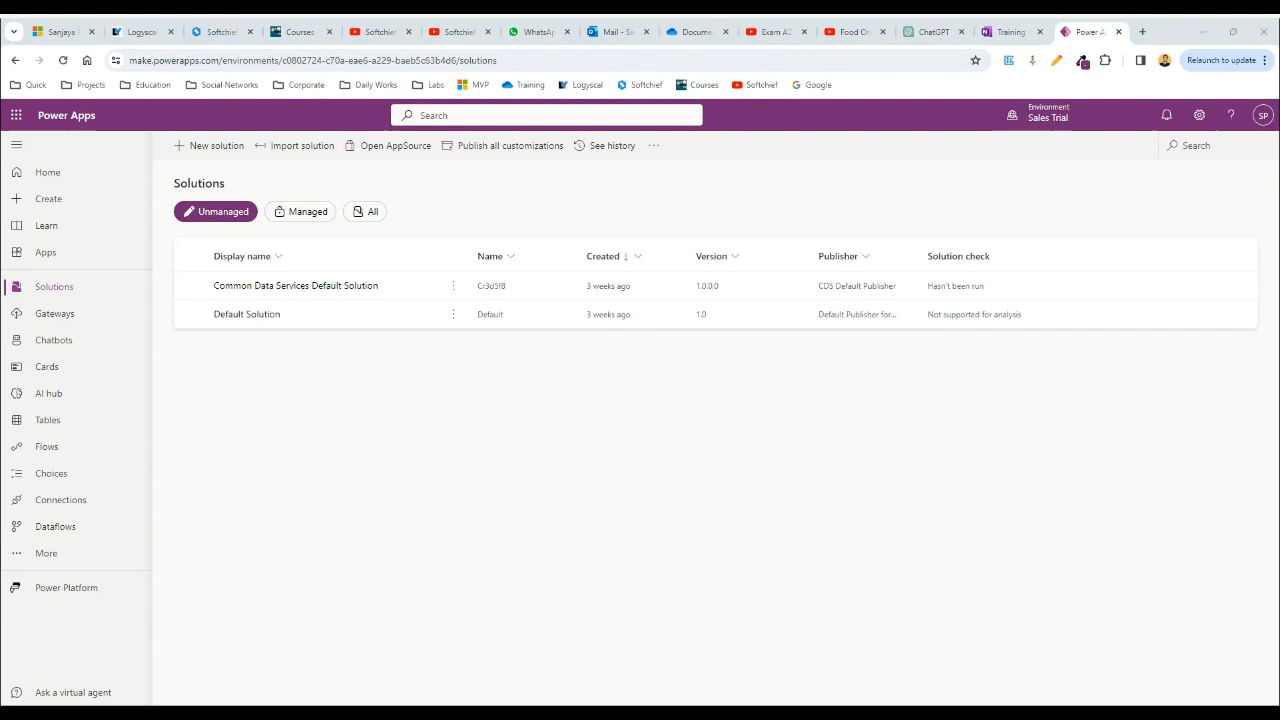 Sanjaya
Logyscal
Softchief
Courses
Softchief
Softchief
WhatsAp
Mail - Sa
Docume
Exam AZ
Food Or
ChatGPT
Training
Power A
make.powerapps.com/environments/c0802724-c70a-eae6-a229-baeb5c63b4d6/solutions
Relaunch to update
Quick
Projects
Education
Social Networks
Corporate
Daily Works
Labs
MVP
Training
Logyscal
Softchief
Courses
Softchief
Google
Power Apps
Search
Environment
Sales Trial
SP
New solution
Import solution
Open AppSource
Publish all customizations
See history
Search
Home
Create
Learn
Apps
Solutions
Gateways
Chatbots
Cards
AI hub
Tables
Flows
Choices
Connections
Dataflows
More
Power Platform
Ask a virtual agent
Solutions
Unmanaged
Managed
All
Display name Name Created Version Publisher Solution check
Common Data Services Default Solution Cr3d5f8 3 weeks ago 1.0.0.0 CDS Default Publisher Hasn't been run
Default Solution Default 3 weeks ago 1.0 Default Publisher for... Not supported for analysis